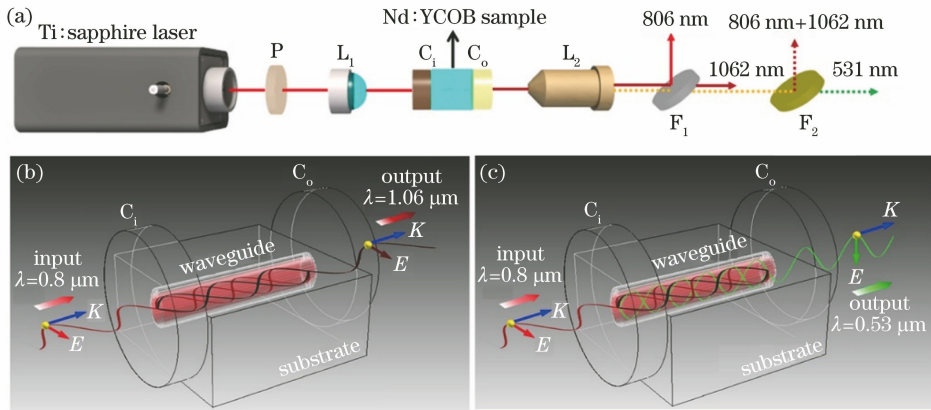 (a)
Ti:sapphire laser
P
L1
Nd:YCOB sample
Ci
Co
L2
806 nm
1062 nm
F1
806 nm+1062 nm
531 nm
F2
(b)
Ci
Co
input
λ=0.8 μm
K
E
waveguide
substrate
output
λ=1.06 μm
K
E
(c)
Ci
Co
input
λ=0.8 μm
K
E
waveguide
substrate
K
E
output
λ=0.53 μm